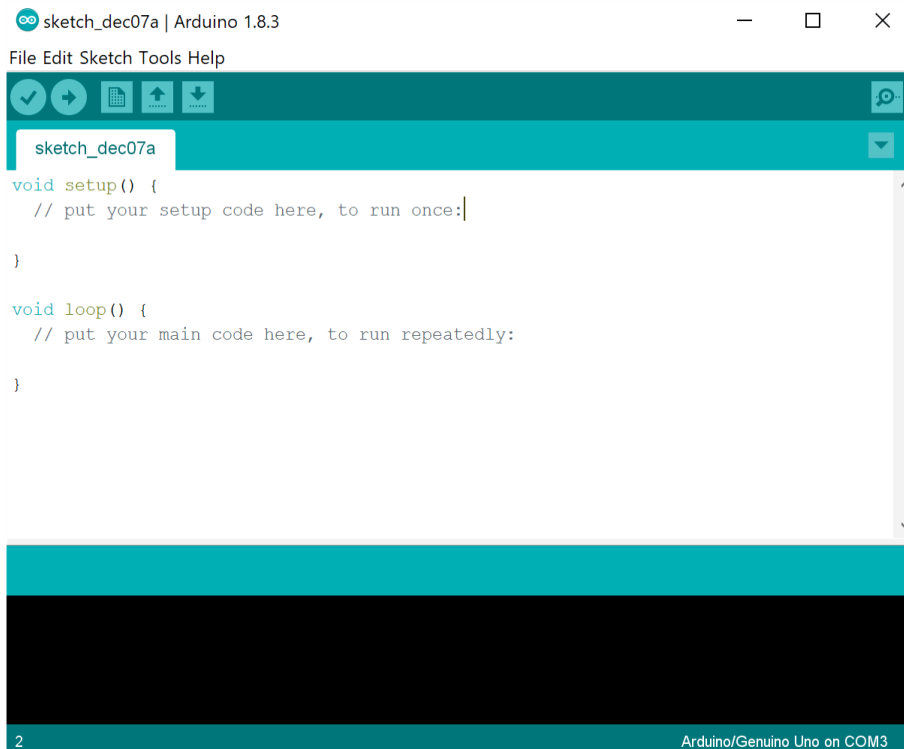 sketch_dec07a | Arduino 1.8.3
File Edit Sketch Tools Help
sketch_dec07a
void setup() {
  // put your setup code here, to run once:

}

void loop() {
  // put your main code here, to run repeatedly:

}
2 Arduino/Genuino Uno on COM3